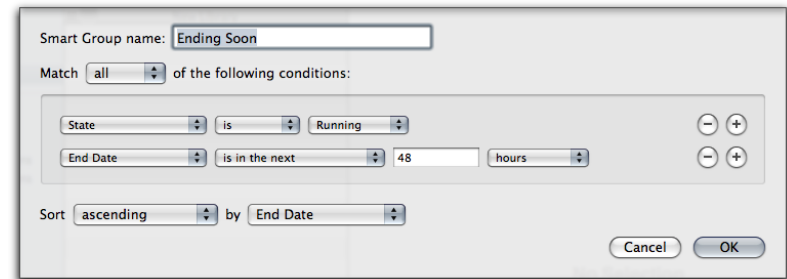 Smart Group name: Ending Soon
Match all of the following conditions:
State is Running
End Date is in the next 48 hours
Sort ascending by End Date
Cancel OK